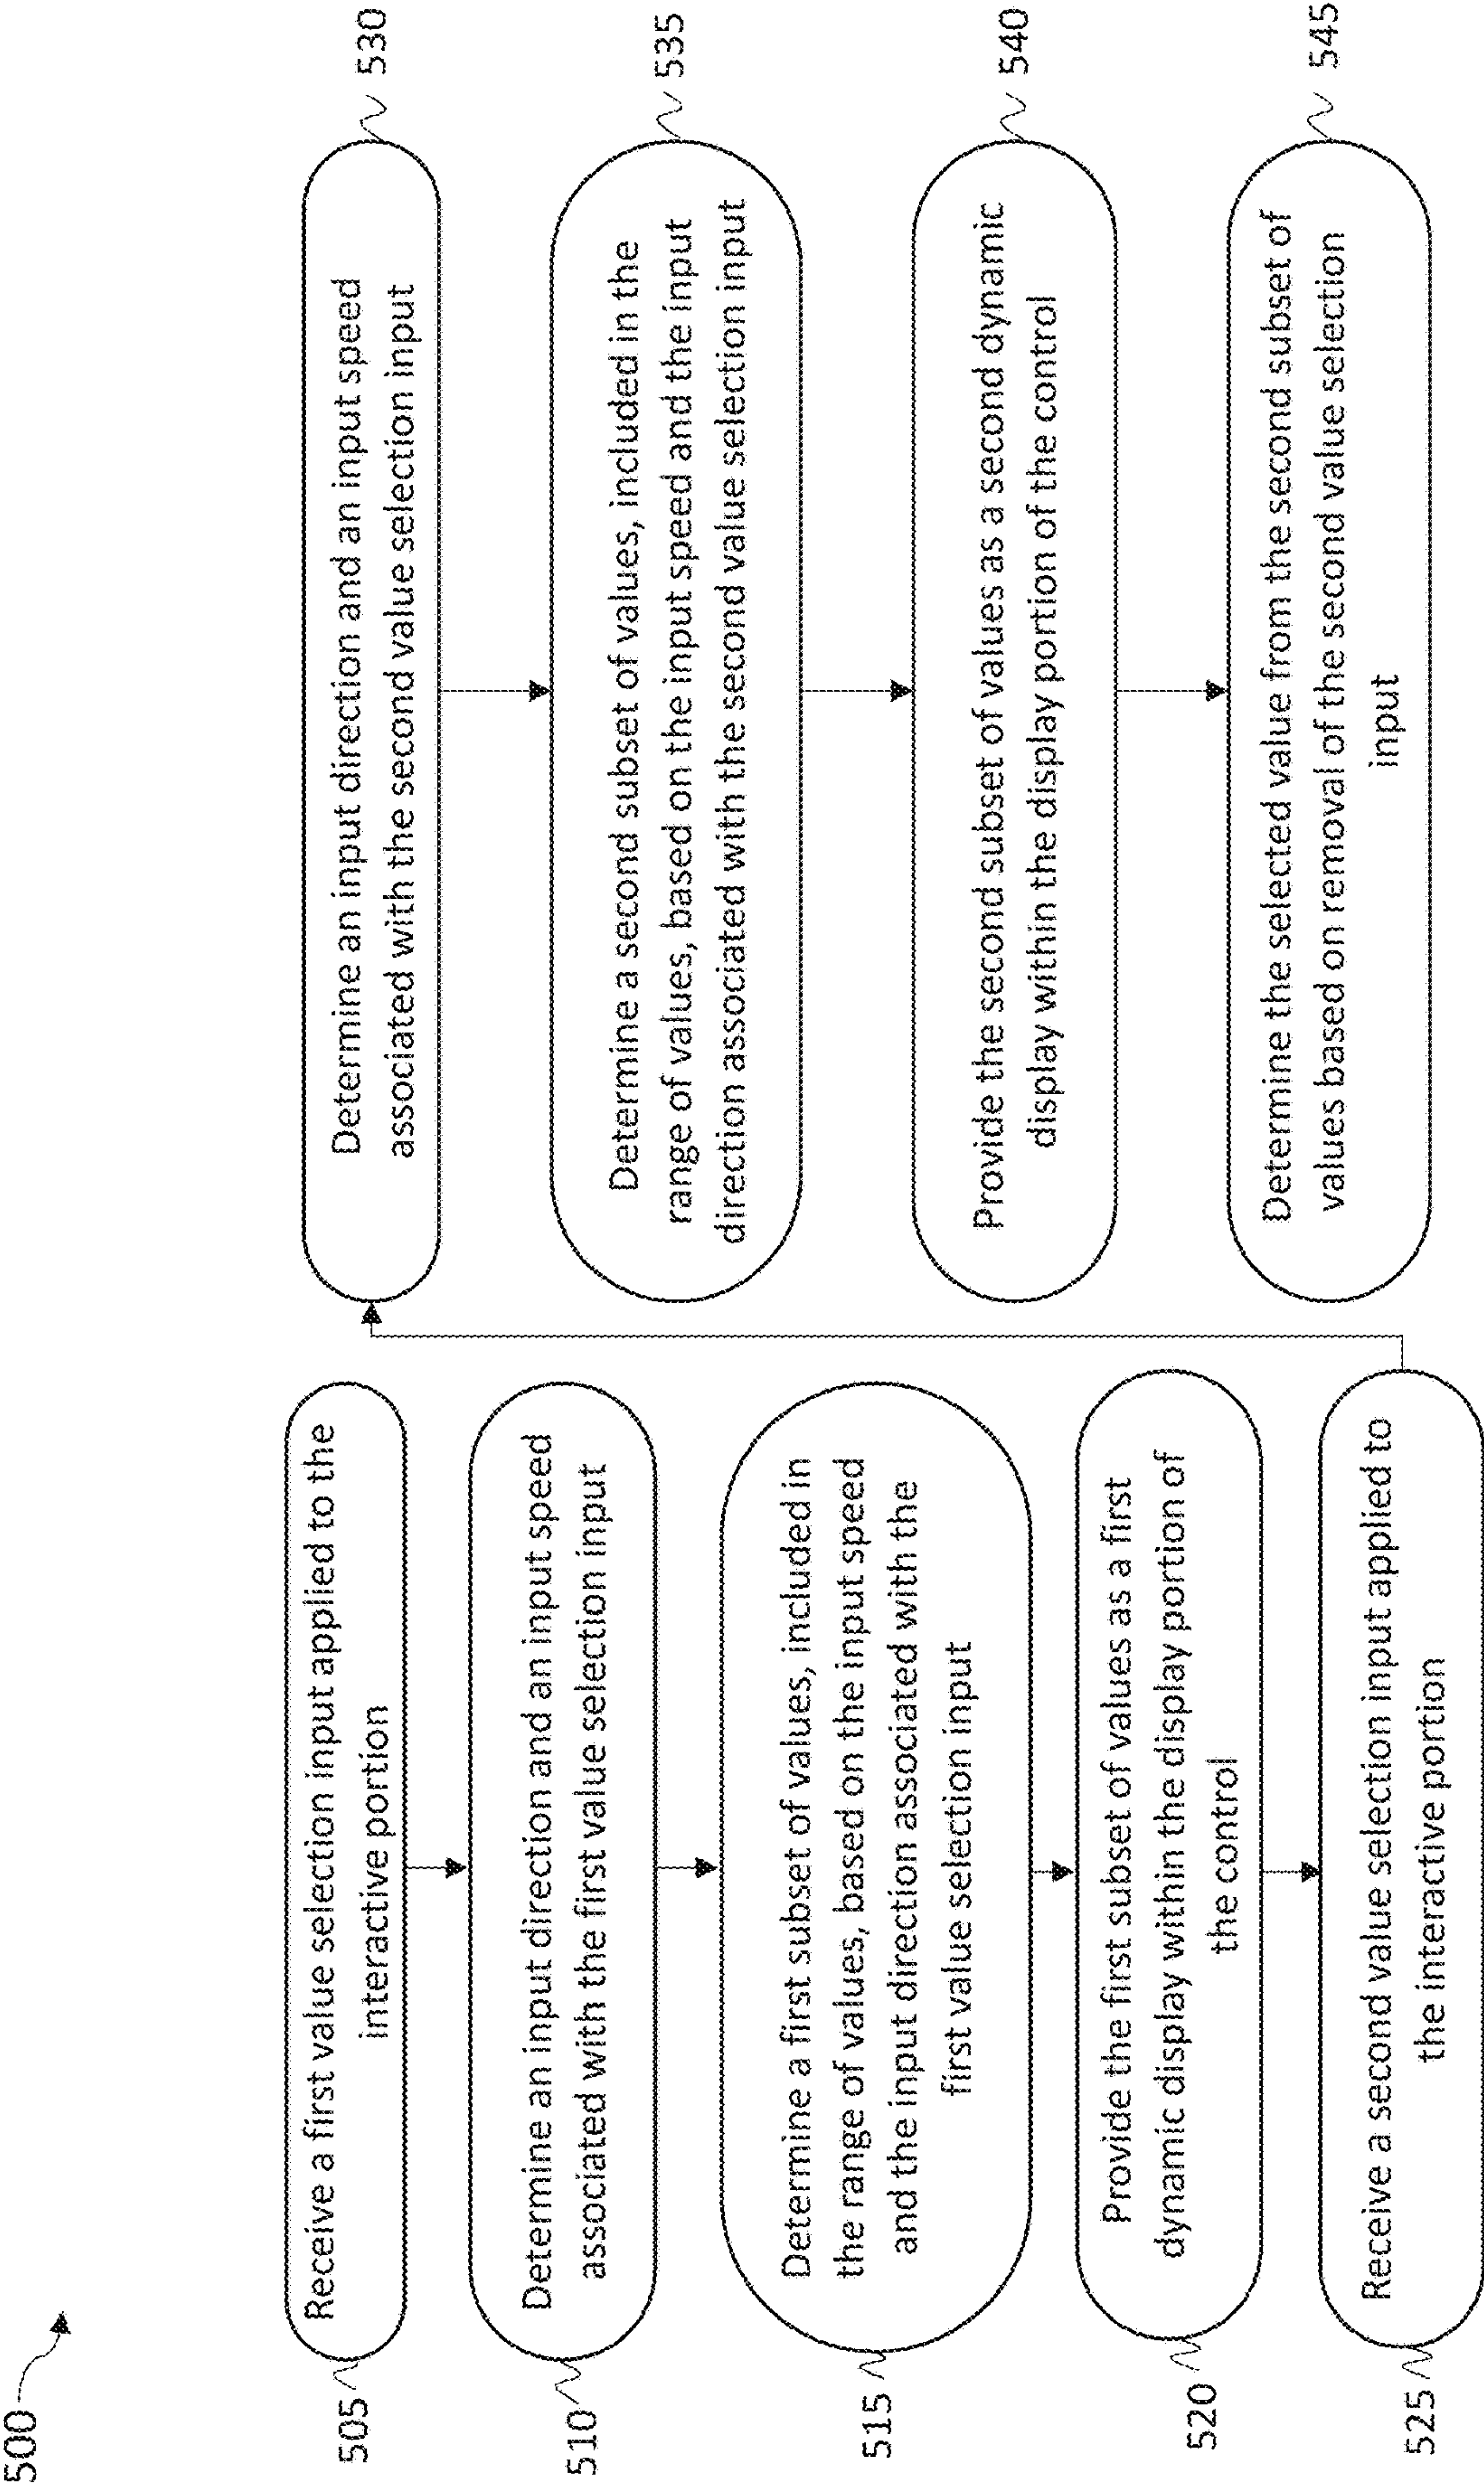 500
505
Receive a first value selection input applied to the
interactive portion
510
Determine an input direction and an input speed
associated with the first value selection input
515
Determine a first subset of values, included in
the range of values, based on the input speed
and the input direction associated with the
first value selection input
520
Provide the first subset of values as a first
dynamic display within the display portion of
the control
525
Receive a second value selection input applied to
the interactive portion
530
Determine an input direction and an input speed
associated with the second value selection input
535
Determine a second subset of values, included in the
range of values, based on the input speed and the input
direction associated with the second value selection input
540
Provide the second subset of values as a second dynamic
display within the display portion of the control
545
Determine the selected value from the second subset of
values based on removal of the second value selection
input